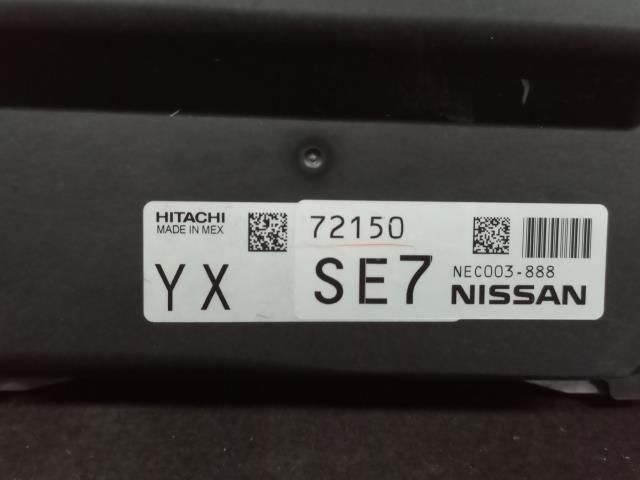 HITACHI
MADE IN MEX
YX
72150
SE7
NEC003-888
NISSAN